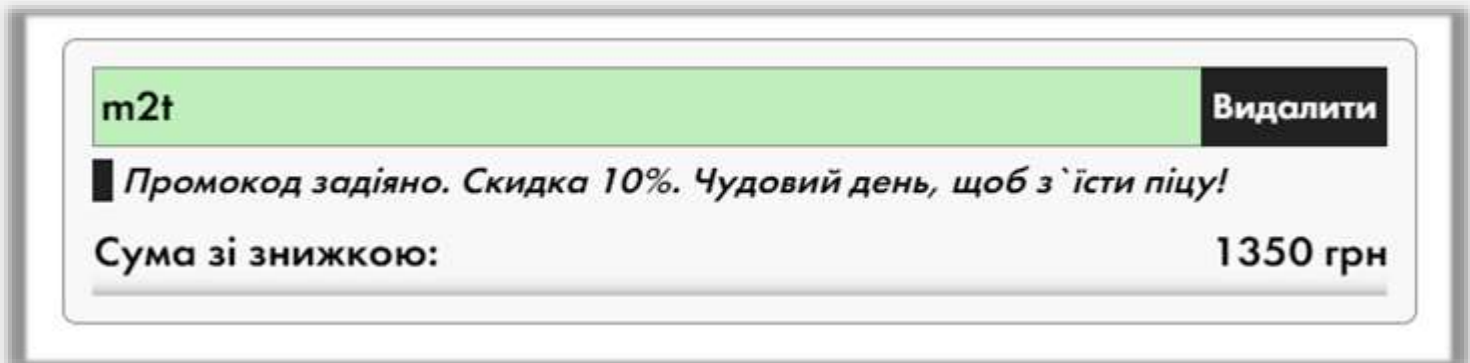 m2t Видалити
Промокод задіяно. Скидка 10%. Чудовий день, щоб з`їсти піцу!
Сума зі знижкою: 1350 грн